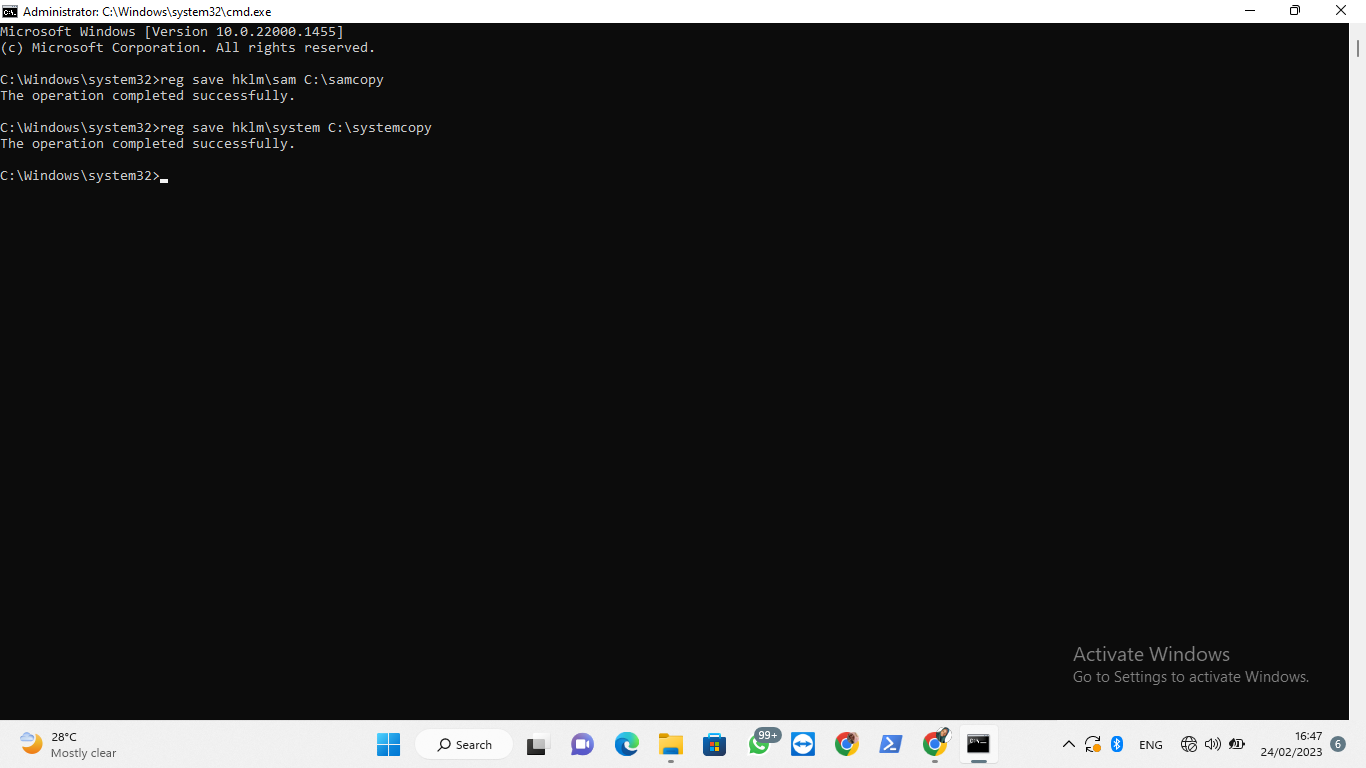 Administrator: C:\Windows\system32\cmd.exe
Microsoft Windows [Version 10.0.22000.1455]
(c) Microsoft Corporation. All rights reserved.
C:\Windows\system32>reg save hklm\sam C:\samcopy
The operation completed successfully.
C:\Windows\system32>reg save hklm\system C:\systemcopy
The operation completed successfully.
C:\Windows\system32>
Activate Windows
Go to Settings to activate Windows.
28°C
Mostly clear
Search
99+
ENG
16:47
24/02/2023
6